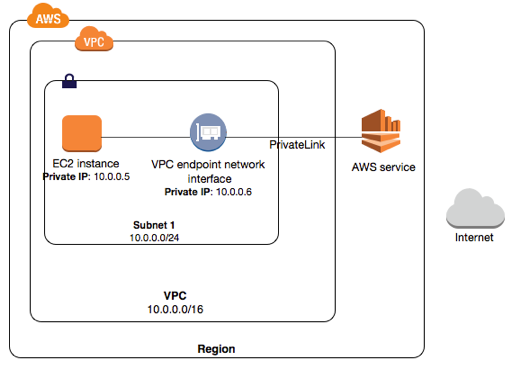 AWS
VPC
EC2 instance
Private IP: 10.0.0.5
VPC endpoint network
interface
Private IP: 10.0.0.6
PrivateLink
AWS service
Subnet 1
10.0.0.0/24
Internet
VPC
10.0.0.0/16
Region